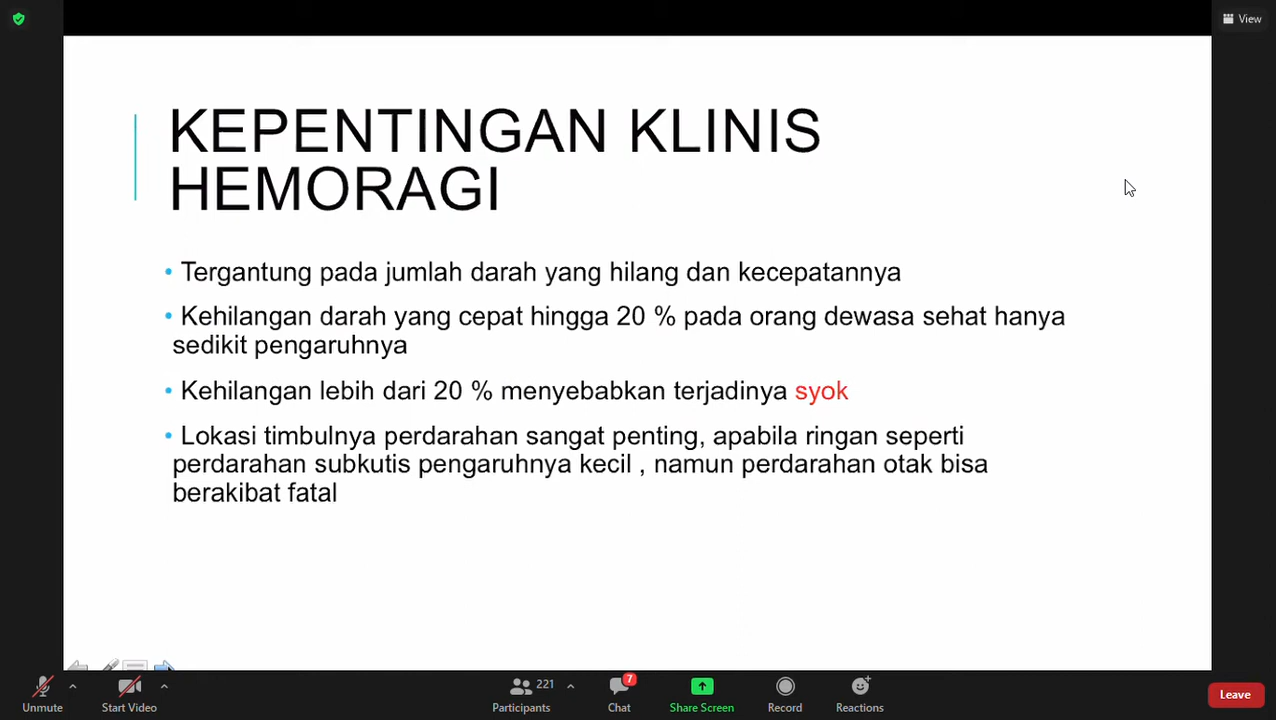 View
KEPENTINGAN KLINIS
HEMORAGI
• Tergantung pada jumlah darah yang hilang dan kecepatannya
• Kehilangan darah yang cepat hingga 20 % pada orang dewasa sehat hanya
sedikit pengaruhnya
• Kehilangan lebih dari 20 % menyebabkan terjadinya syok
• Lokasi timbulnya perdarahan sangat penting, apabila ringan seperti
perdarahan subkutis pengaruhnya kecil , namun perdarahan otak bisa
berakibat fatal
221
7
Unmute
Start Video
Participants
Chat
Share Screen
Record
Reactions
Leave